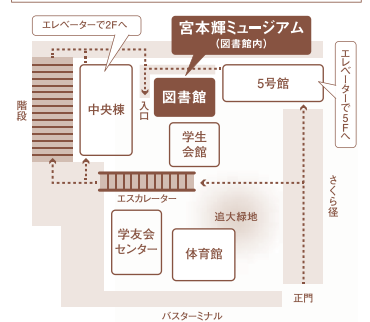 エレベーターで2Fへ
宮本輝ミュージアム
(図書館内)
エレベーターで5Fへ
階段
中央棟
入口
図書館
5号館
学生
会館
エスカレーター
さくら径
追大緑地
学友会
センター
体育館
正門
バスターミナル